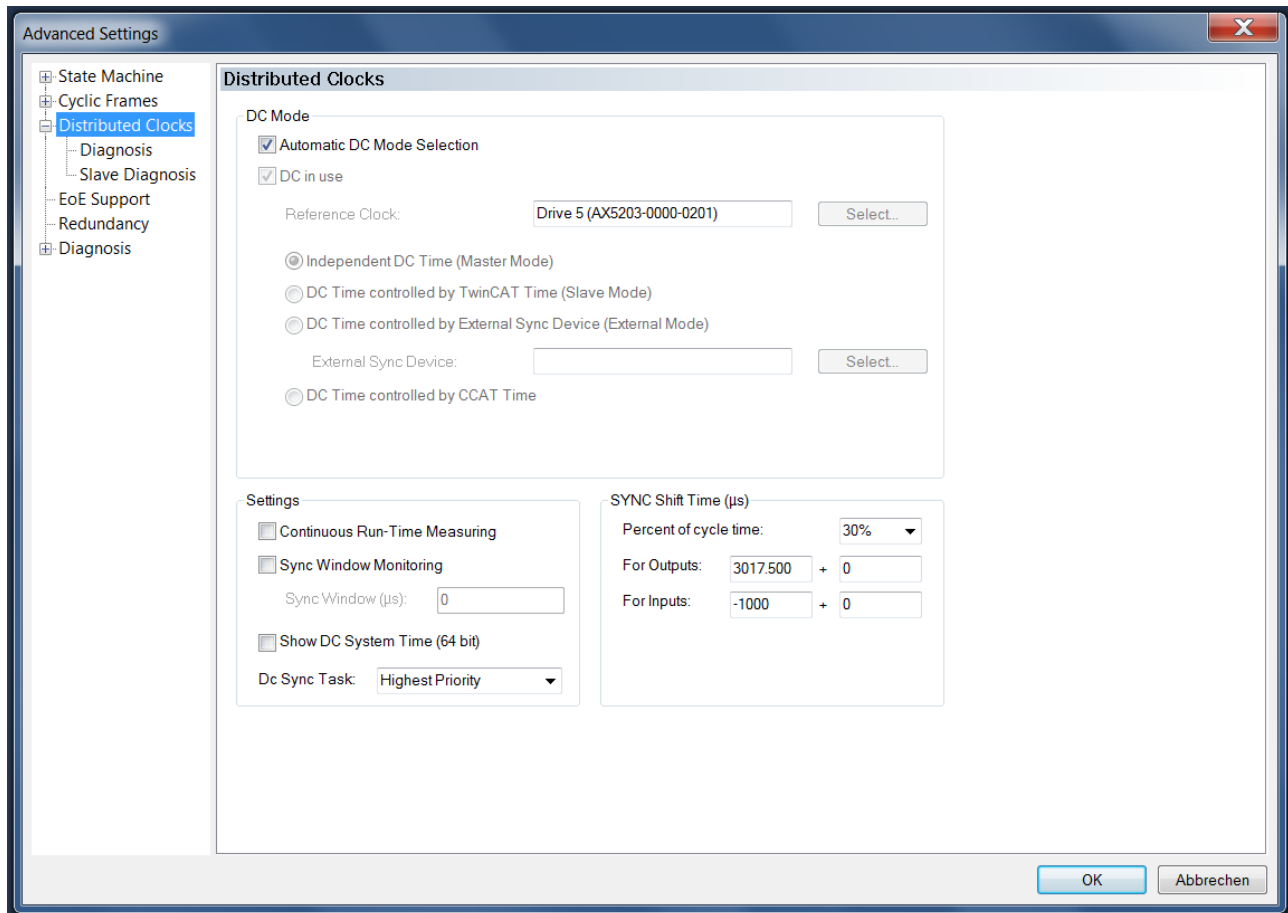 Advanced Settings
State Machine
Cyclic Frames
Distributed Clocks
Diagnosis
Slave Diagnosis
EoE Support
Redundancy
Diagnosis
Distributed Clocks
DC Mode
Automatic DC Mode Selection
DC in use
Reference Clock: Drive 5 (AX5203-0000-0201) Select...
Independent DC Time (Master Mode)
DC Time controlled by TwinCAT Time (Slave Mode)
DC Time controlled by External Sync Device (External Mode)
External Sync Device: Select...
DC Time controlled by CCAT Time
Settings
Continuous Run-Time Measuring
Sync Window Monitoring
Sync Window (µs): 0
Show DC System Time (64 bit)
Dc Sync Task: Highest Priority
SYNC Shift Time (µs)
Percent of cycle time: 30%
For Outputs: 3017.500 + 0
For Inputs: -1000 + 0
OK Abbrechen